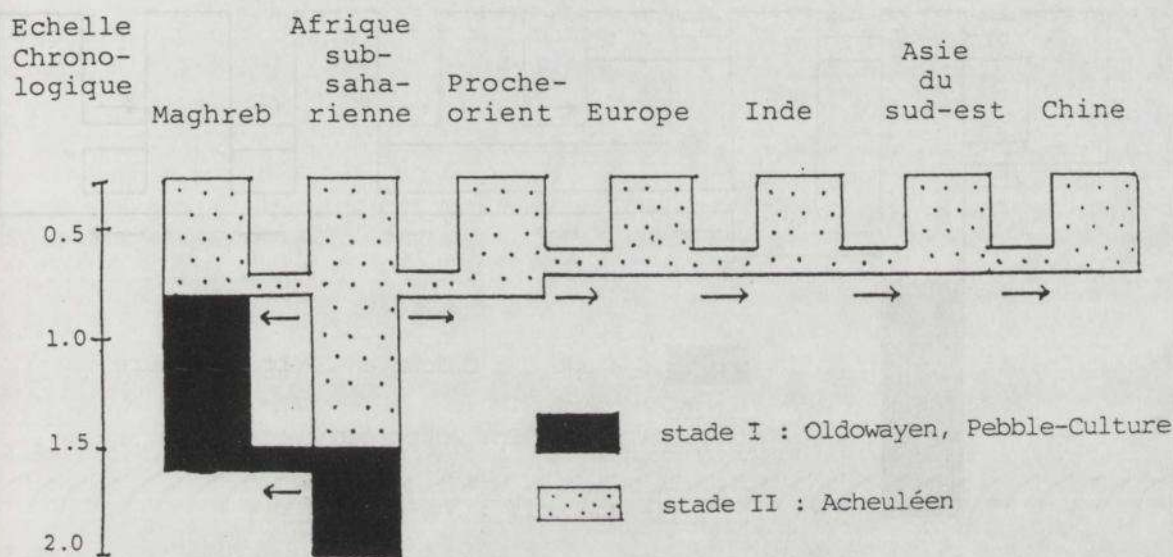 Echelle
Chrono-
logique
Maghreb
Afrique
sub-
saha-
rienne
Proche-
orient
Europe
Inde
Asie
du
sud-est
Chine
0.5
1.0
1.5
2.0
stade I : Oldowayen, Pebble-Culture
stade II : Acheuléen